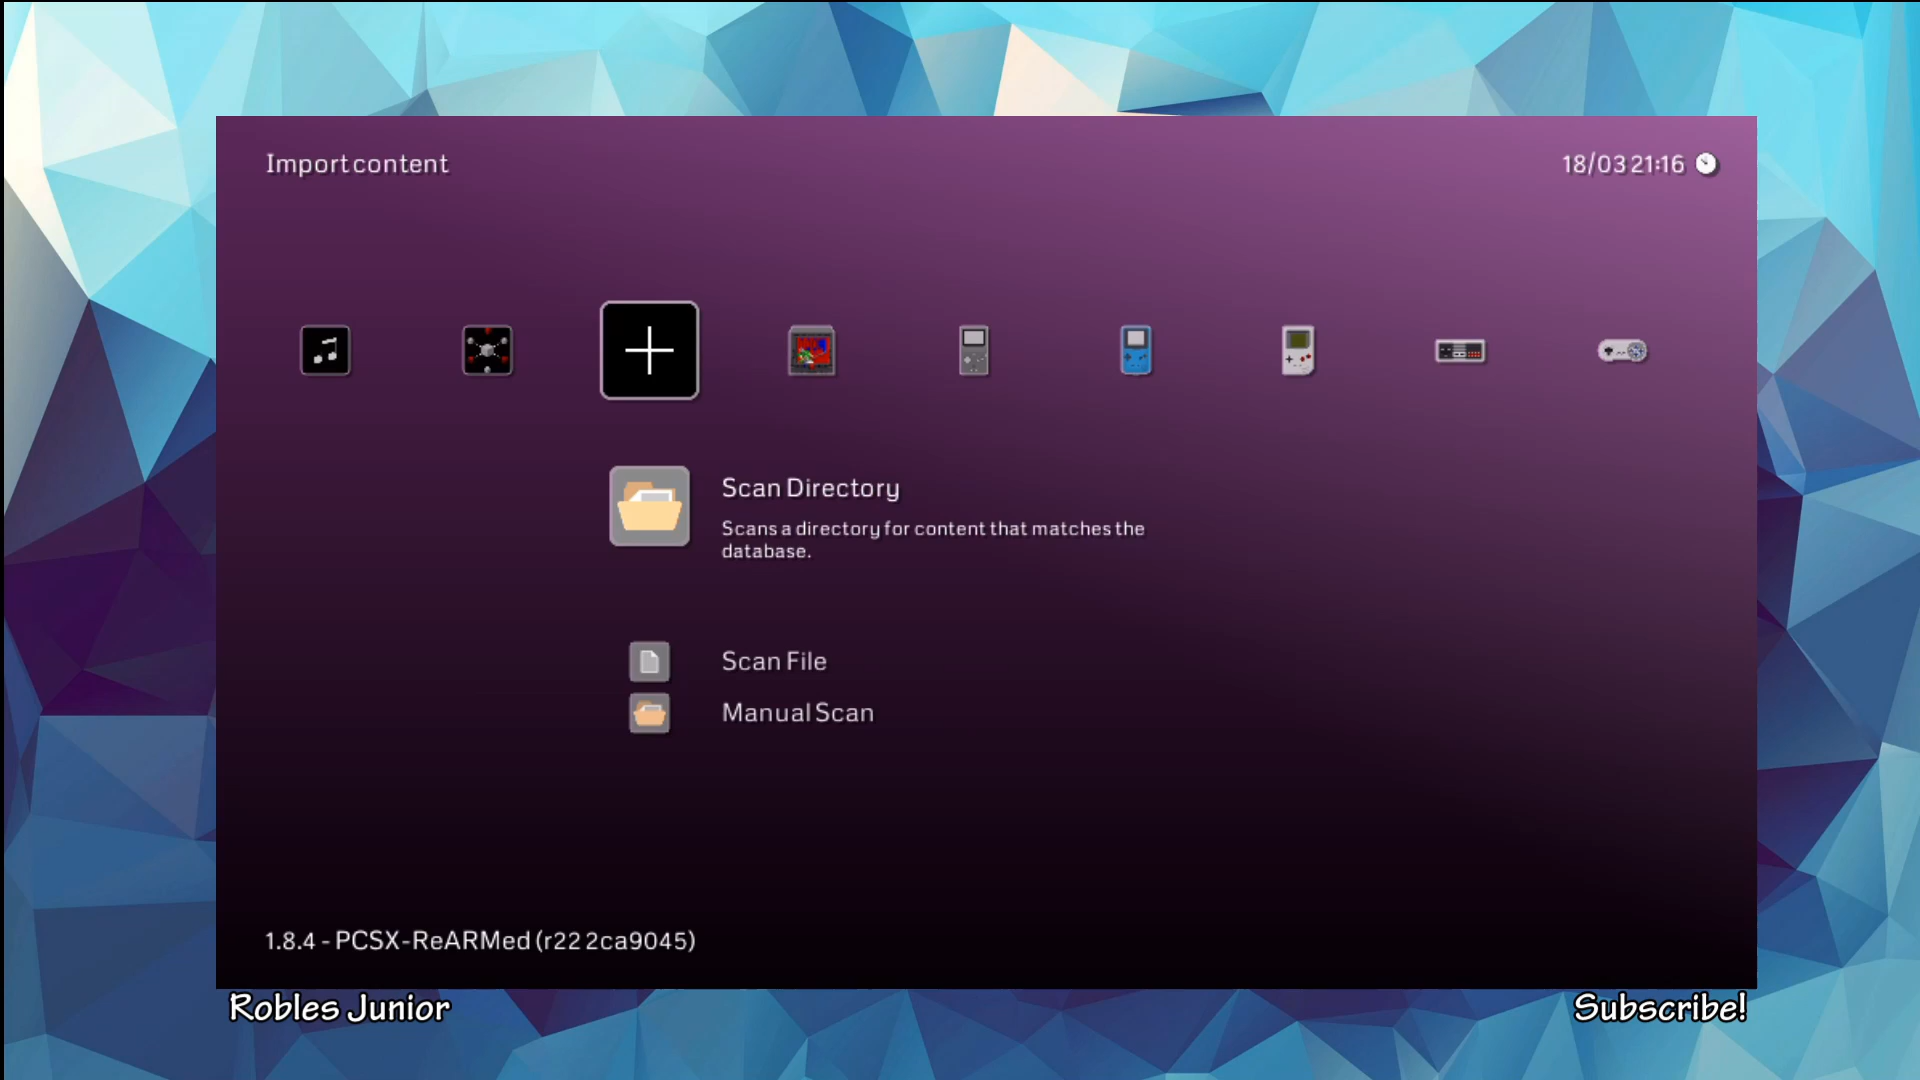 Import content
18/03 21:16
Scan Directory
Scans a directory for content that matches the
database.
Scan File
Manual Scan
1.8.4 - PCSX-ReARMed (r22 2ca9045)
Robles Junior
Subscribe!